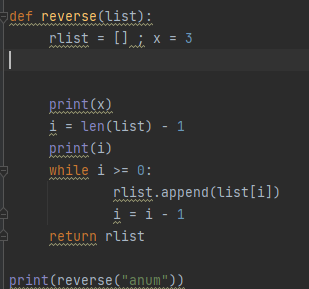 def reverse(list):
    rlist = [] ; x = 3
    print(x)
    i = len(list) - 1
    print(i)
    while i >= 0:
        rlist.append(list[i])
        i = i - 1
    return rlist
print(reverse("anum"))